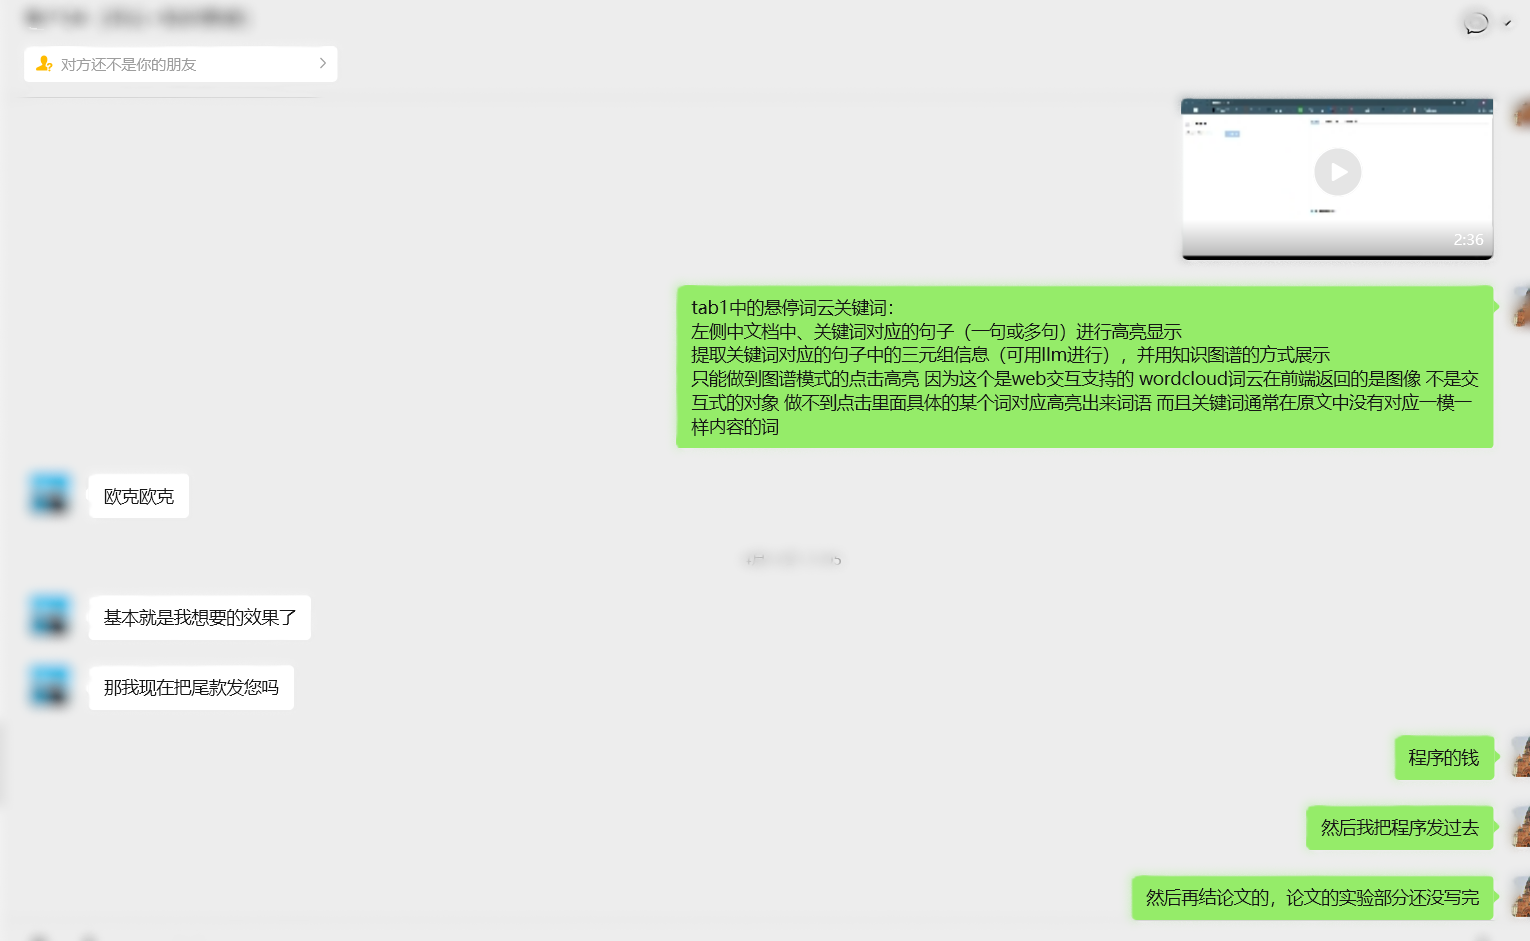 对方还不是你的朋友
2:36
tab1中的悬停词云关键词：
左侧中文档中、关键词对应的句子（一句或多句）进行高亮显示
提取关键词对应的句子中的三元组信息（可用llm进行），并用知识图谱的方式展示
只能做到图谱模式的点击高亮 因为这个是web交互支持的 wordcloud词云在前端返回的是图像 不是交
互式的对象 做不到点击里面具体的某个词对应高亮出来词语 而且关键词通常在原文中没有对应一模一
样内容的词
欧克欧克
基本就是我想要的效果了
那我现在把尾款发您吗
程序的钱
然后我把程序发过去
然后再结论文的，论文的实验部分还没写完